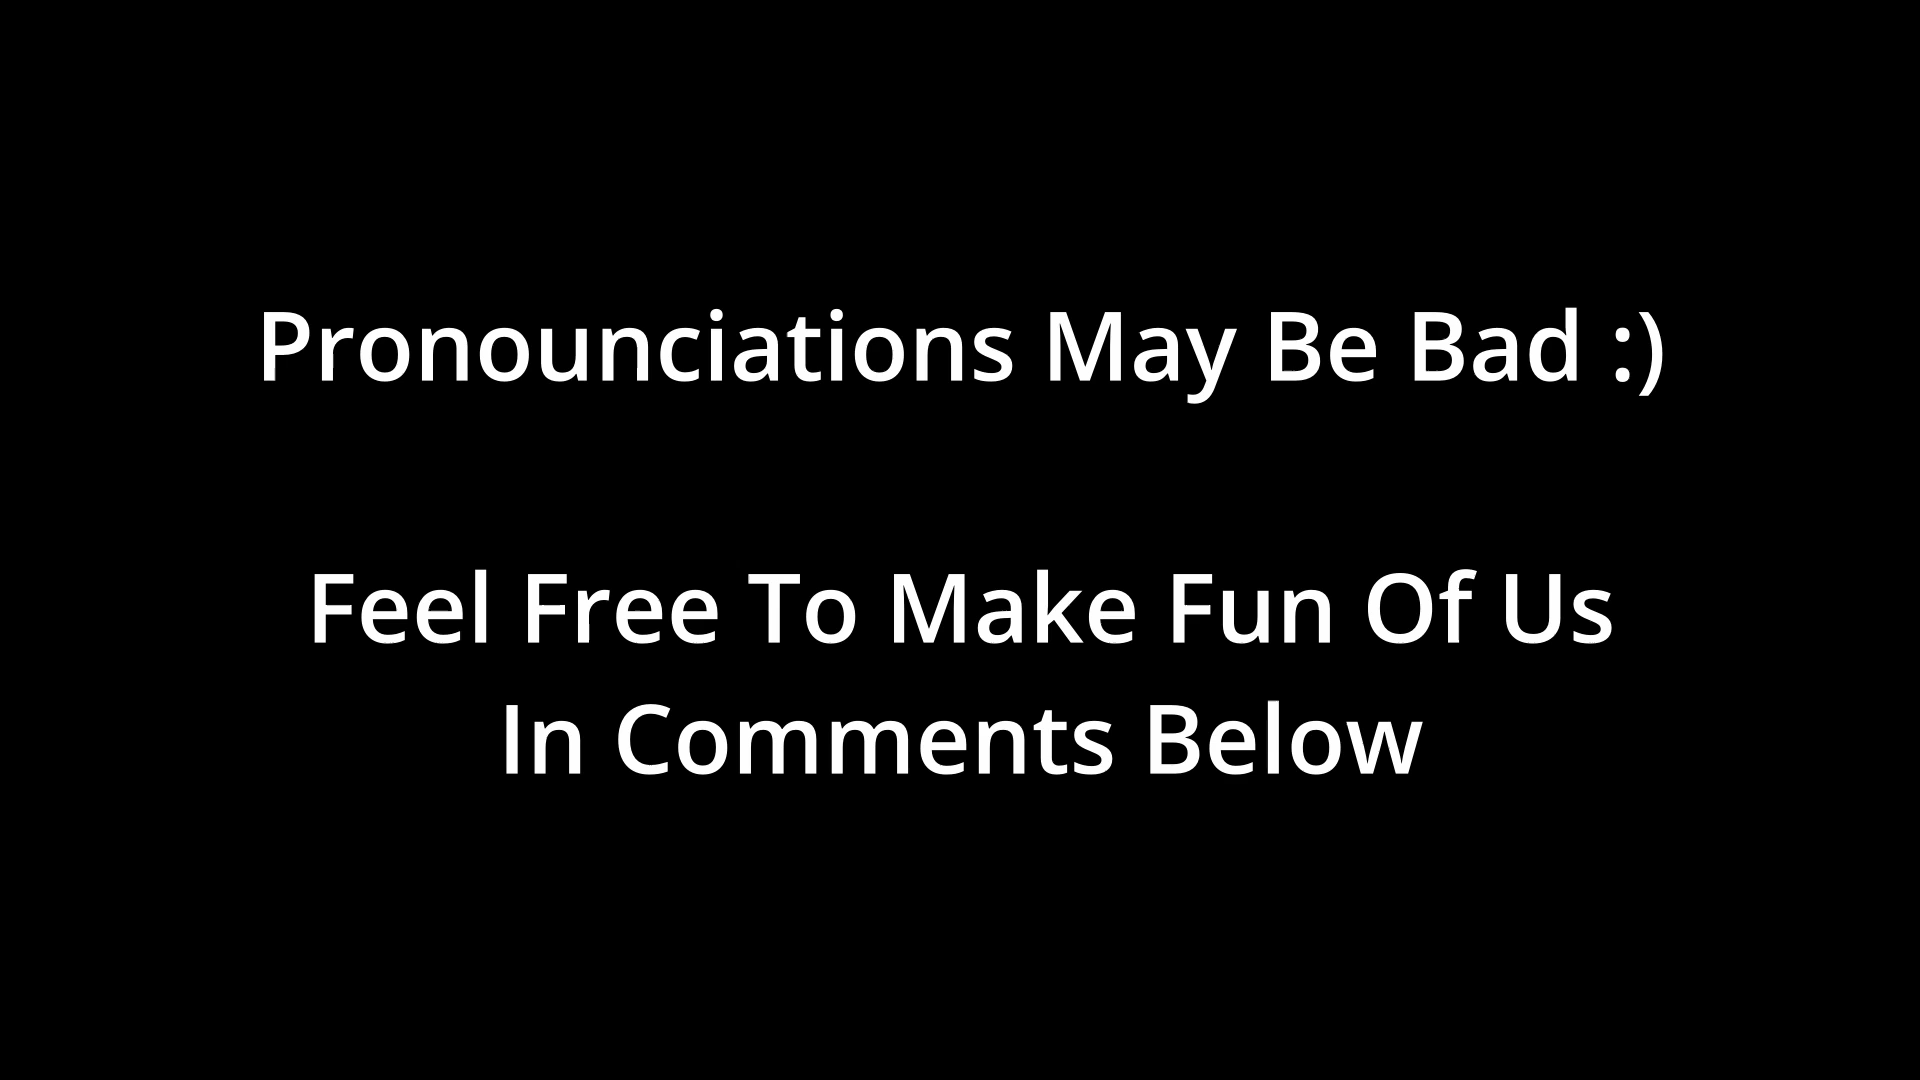 Pronounciations May Be Bad :)
Feel Free To Make Fun Of Us
In Comments Below